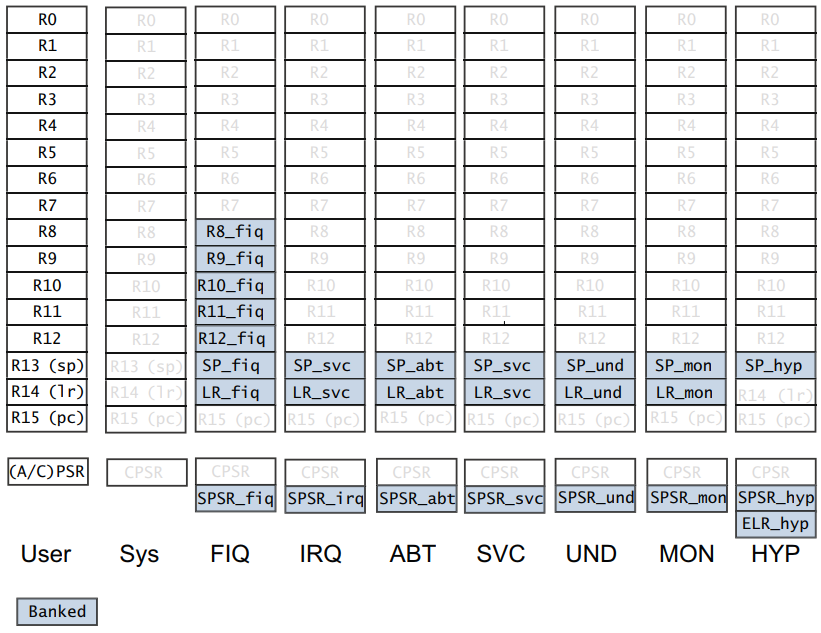 R0 R0 R0 R0 R0 R0 R0 R0 R0
R1 R1 R1 R1 R1 R1 R1 R1 R1
R2 R2 R2 R2 R2 R2 R2 R2 R2
R3 R3 R3 R3 R3 R3 R3 R3 R3
R4 R4 R4 R4 R4 R4 R4 R4 R4
R5 R5 R5 R5 R5 R5 R5 R5 R5
R6 R6 R6 R6 R6 R6 R6 R6 R6
R7 R7 R7 R7 R7 R7 R7 R7 R7
R8 R8 R8_fiq R8 R8 R8 R8 R8 R8
R9 R9 R9_fiq R9 R9 R9 R9 R9 R9
R10 R10 R10_fiq R10 R10 R10 R10 R10 R10
R11 R11 R11_fiq R11 R11 R11 R11 R11 R11
R12 R12 R12_fiq R12 R12 R12 R12 R12 R12
R13 (sp) R13 (sp) SP_fiq SP_svc SP_abt SP_svc SP_und SP_mon SP_hyp
R14 (lr) R14 (lr) LR_fiq LR_svc LR_abt LR_svc LR_und LR_mon R14 (lr)
R15 (pc) R15 (pc) R15 (pc) R15 (pc) R15 (pc) R15 (pc) R15 (pc) R15 (pc) R15 (pc)
(A/C)PSR CPSR CPSR CPSR CPSR CPSR CPSR CPSR CPSR
SPSR_fiq SPSR_irq SPSR_abt SPSR_svc SPSR_und SPSR_mon SPSR_hyp
ELR_hyp
User Sys FIQ IRQ ABT SVC UND MON HYP
Banked